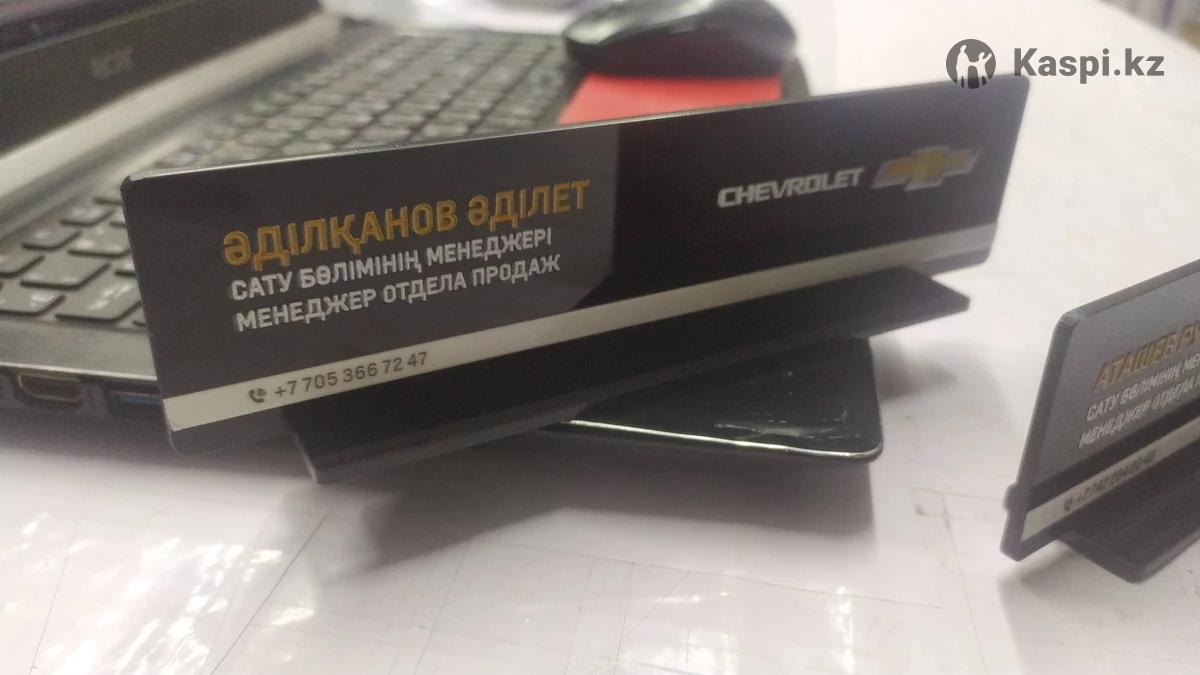 Kaspi.kz
CHEVROLET
ӘДІЛҚАНОВ ӘДІЛЕТ
САТУ БӨЛІМІНІҢ МЕНЕДЖЕРІ
МЕНЕДЖЕР ОТДЕЛА ПРОДАЖ
+7 705 366 72 47
АТАШЕВ
САТУ БӨЛІМІНІҢ
МЕНЕДЖЕР ОТДЕЛА